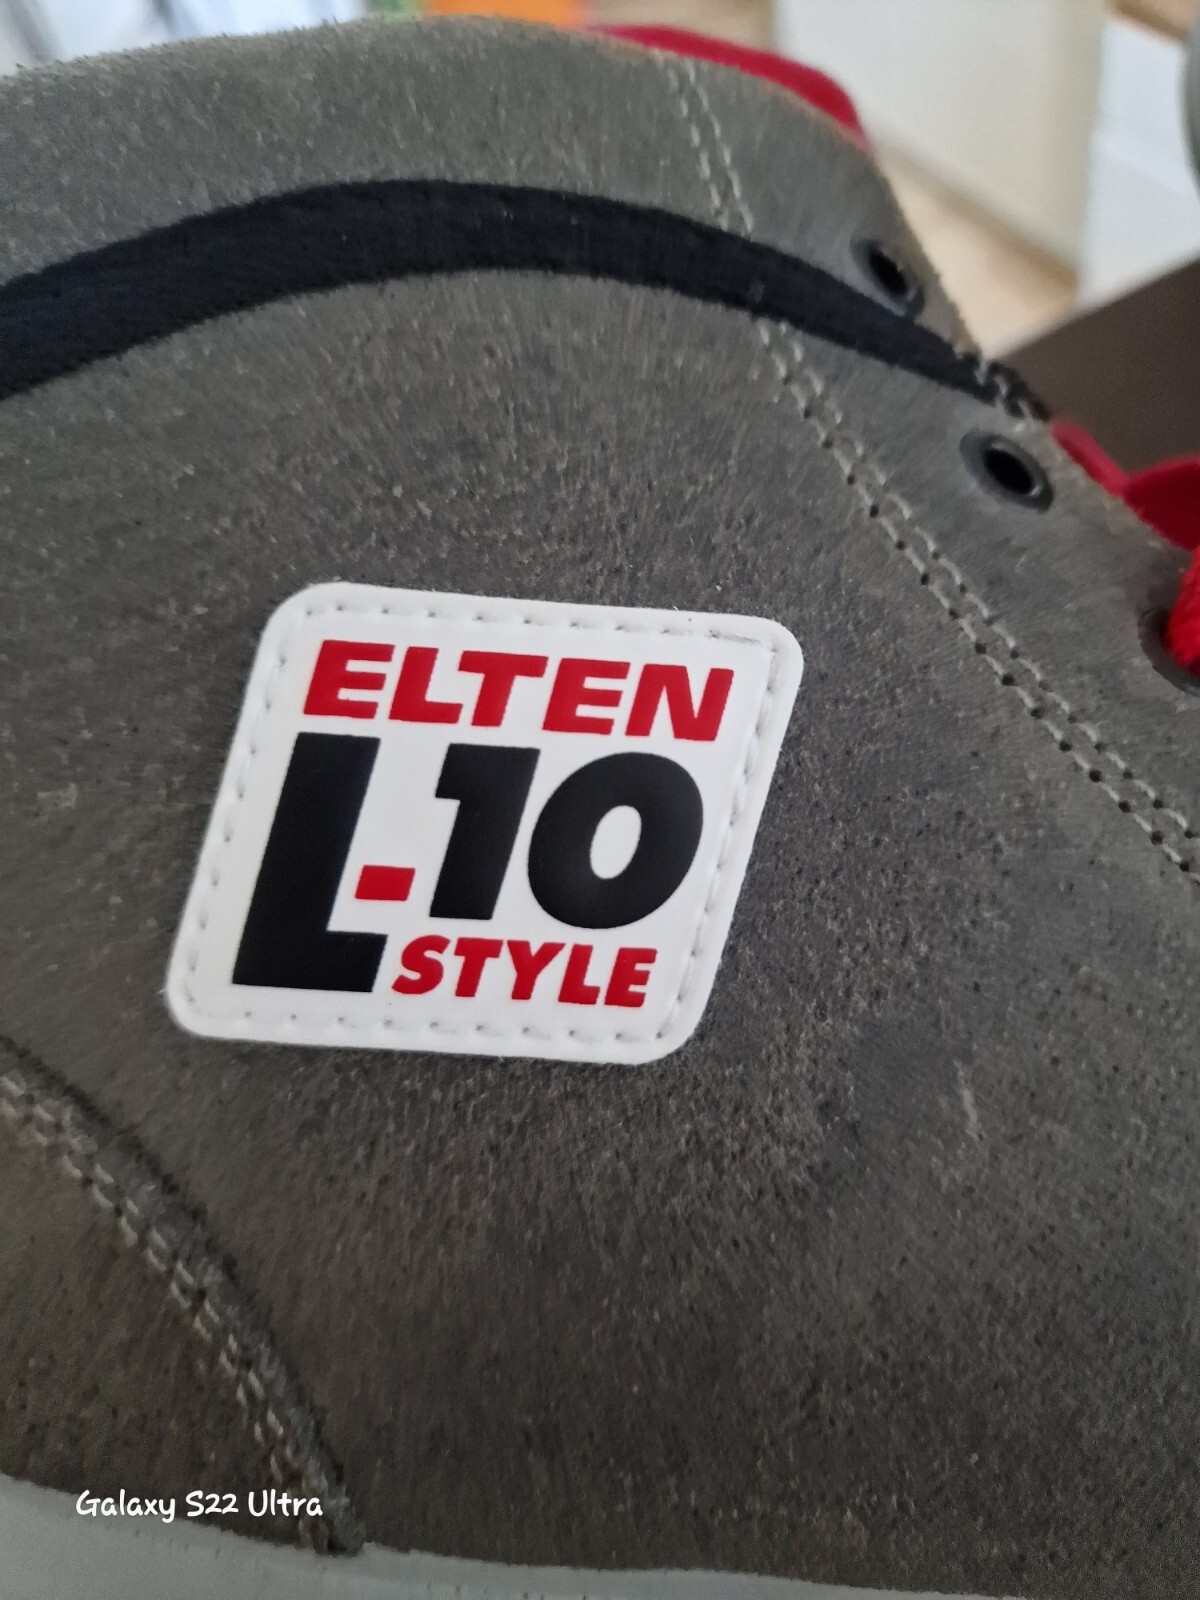 ELTEN
L-10
STYLE
Galaxy S22 Ultra